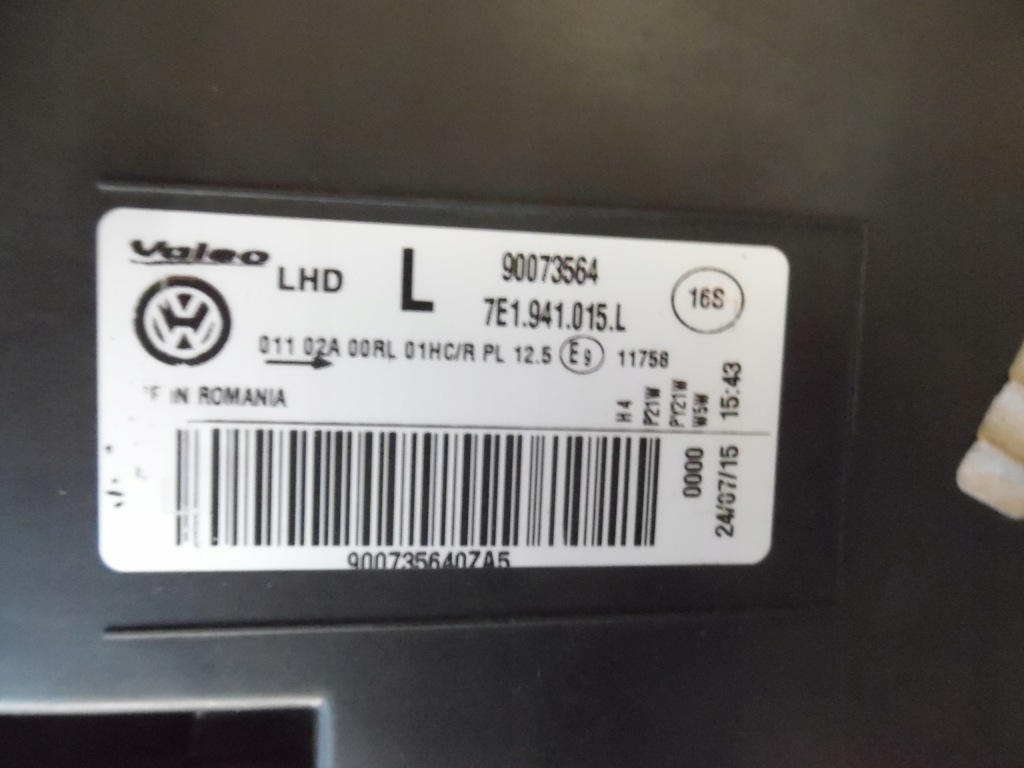 Valeo
LHD L 90073564
7E1.941.015.L
16S
011 02A 00RL 01HC/R PL 12.5 E9 11758
IN ROMANIA
H4
P21W
PY21W
W5W
15:43
0000
24/07/15
9007356407A5